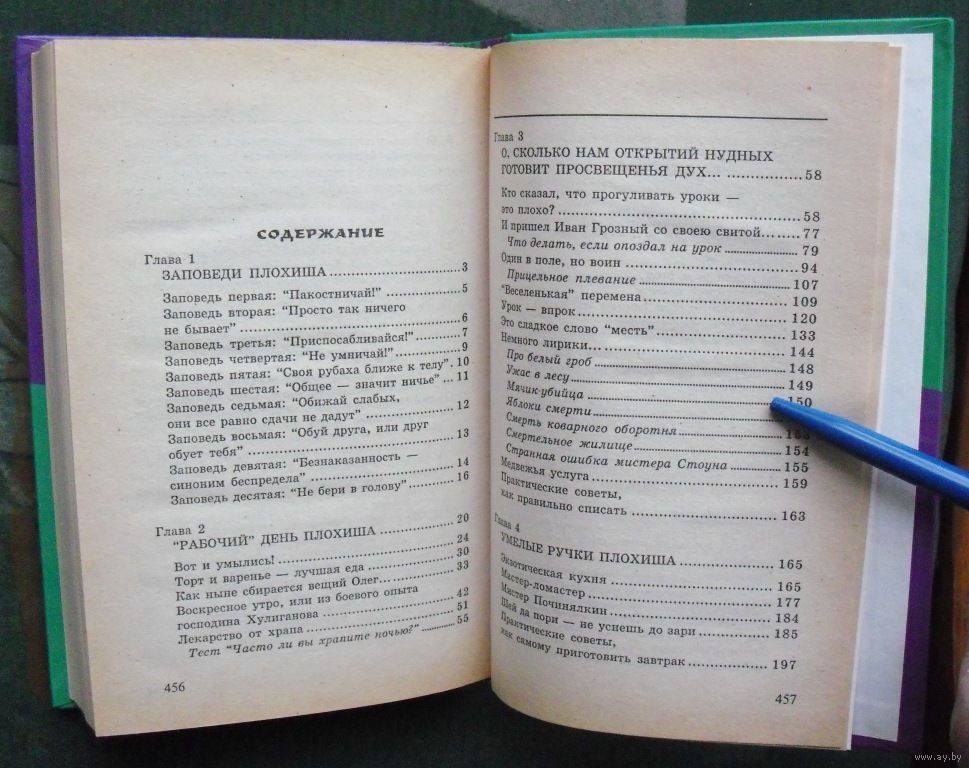 СОДЕРЖАНИЕ
Глава 1
ЗАПОВЕДИ ПЛОХИША ..................... 3
Заповедь первая: “Пакостничай!” ............ 5
Заповедь вторая: “Просто так ничего
не бывает” ..................... 6
Заповедь третья: “Приспосабливайся!” ....... 7
Заповедь четвертая: “Не умничай!” .......... 9
Заповедь пятая: “Своя рубаха ближе к телу”. 10
Заповедь шестая: “Общее — значит ничье” ... 11
Заповедь седьмая: “Обижай слабых,
они все равно сдачи не дадут” ............ 12
Заповедь восьмая: “Обуй друга, или друг
обует тебя” ..................... 13
Заповедь девятая: “Безнаказанность —
синоним беспредела” ..................... 14
Заповедь десятая: “Не бери в голову” ........ 16
Глава 2
“РАБОЧИЙ” ДЕНЬ ПЛОХИША ............ 20
Вот и умылись! ..................... 24
Торт и варенье — лучшая еда ............ 30
Как ныне сбирается вещий Олег... ............ 33
Воскресное утро, или из боевого опыта
господина Хулиганова ..................... 42
Лекарство от храпа ..................... 51
Тест “Часто ли вы храпите ночью?” ............ 55
456
Глава 3
О, СКОЛЬКО НАМ ОТКРЫТИЙ НУДНЫХ
ГОТОВИТ ПРОСВЕЩЕНЬЯ ДУХ... ............... 58
Кто сказал, что прогуливать уроки —
это плохо? ..................... 58
И пришел Иван Грозный со своею свитой....... 77
Что делать, если опоздал на урок ............ 79
Один в поле, но воин ..................... 94
Прицельное плевание ..................... 107
“Веселенькая” перемена ..................... 109
Урок — впрок ..................... 120
Это сладкое слово “месть” ..................... 133
Немного лирики... ..................... 144
Про белый гроб ..................... 148
Ужас в лесу ..................... 149
Мячик-убийца ..................... 150
Яблоки смерти .....................
Смерть коварного оборотня ..................... 153
Смертельное жилище ..................... 154
Странная ошибка мистера Стоуна ............ 155
Медвежья услуга ..................... 159
Практические советы,
как правильно списать ..................... 163
Глава 4
УМЕЛЫЕ РУЧКИ ПЛОХИША ............... 165
Экзотическая кухня ..................... 165
Мастер-ломастер ..................... 177
Мистер Починялкин ..................... 184
Шей да пори — не успешь до зари ............ 185
Практические советы,
как самому приготовить завтрак ............ 197
457
www.ay.by